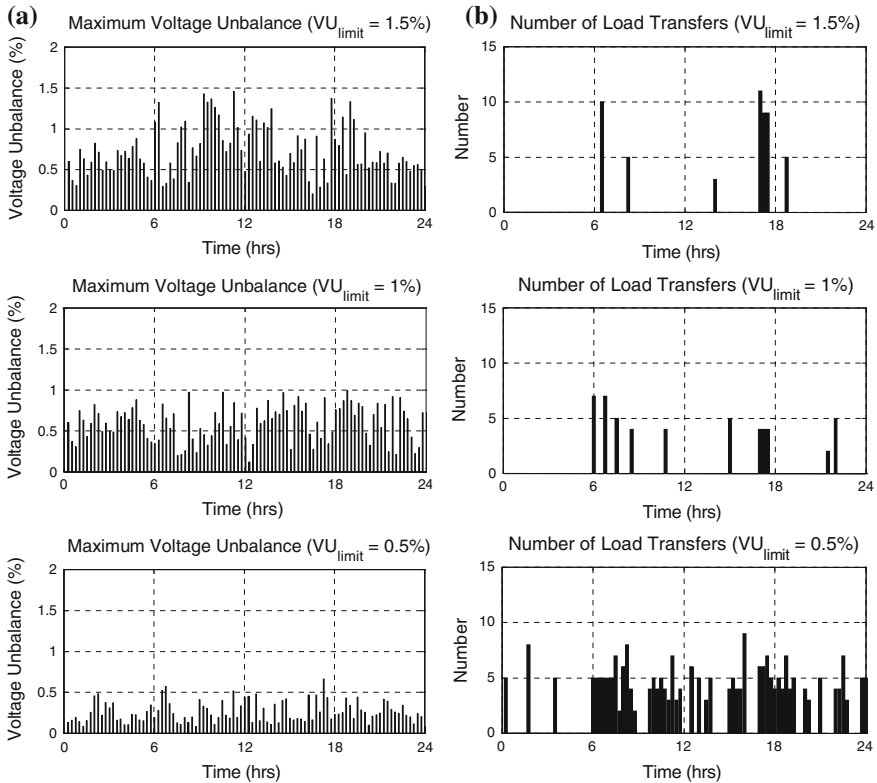 (a) Maximum Voltage Unbalance (VU_limit = 1.5%)
Voltage Unbalance (%)
2
1.5
1
0.5
0
0 6 12 18 24
Time (hrs)
(b) Number of Load Transfers (VU_limit = 1.5%)
Number
15
10
5
0
0 6 12 18 24
Time (hrs)
Maximum Voltage Unbalance (VU_limit = 1%)
Voltage Unbalance (%)
2
1.5
1
0.5
0
0 6 12 18 24
Time (hrs)
Number of Load Transfers (VU_limit = 1%)
Number
15
10
5
0
0 6 12 18 24
Time (hrs)
Maximum Voltage Unbalance (VU_limit = 0.5%)
Voltage Unbalance (%)
2
1.5
1
0.5
0
0 6 12 18 24
Time (hrs)
Number of Load Transfers (VU_limit = 0.5%)
Number
15
10
5
0
0 6 12 18 24
Time (hrs)